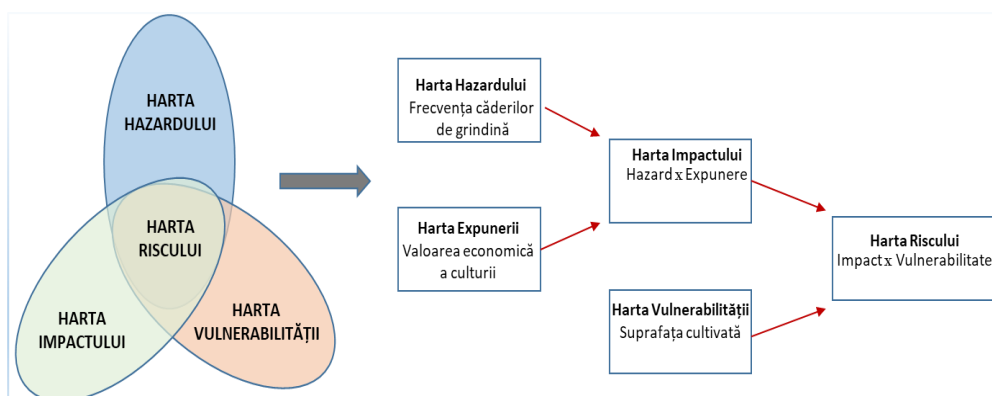 HARTA
HAZARDULUI
HARTA
RISCULUI
HARTA
IMPACTULUI
HARTA
VULNERABILITĂȚII
Harta Hazardului
Frecvența căderilor
de grindină
Harta Expunerii
Valoarea economică
a culturii
Harta Impactului
Hazard x Expunere
Harta Vulnerabilității
Suprafața cultivată
Harta Riscului
Impact x Vulnerabilitate